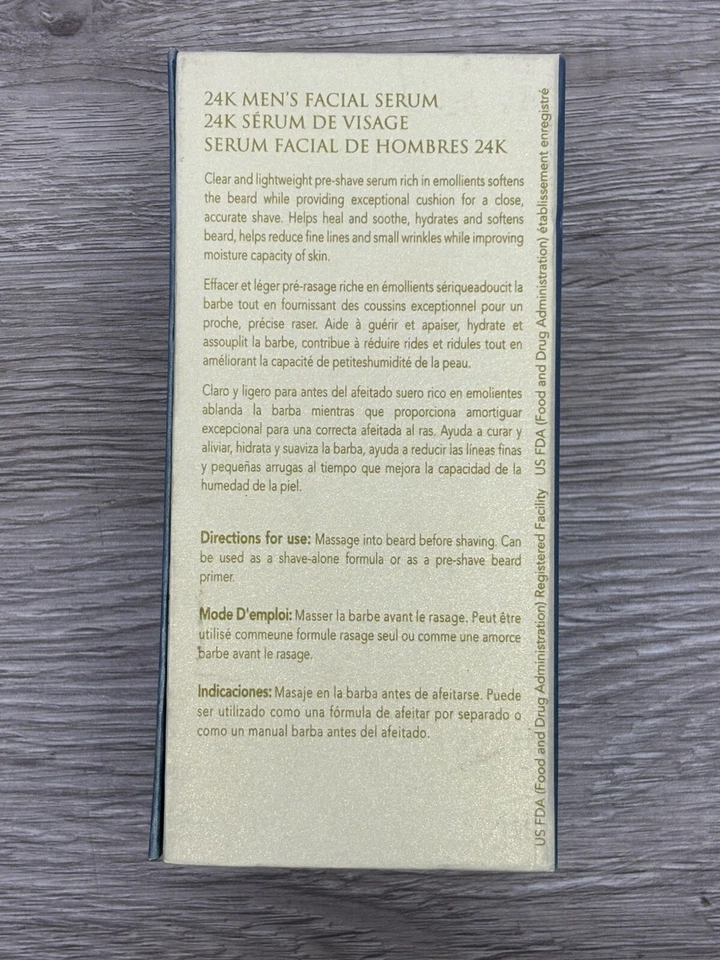 24K MEN'S FACIAL SERUM
24K SÉRUM DE VISAGE
SERUM FACIAL DE HOMBRES 24K
Clear and lightweight pre-shave serum rich in emollients softens
the beard while providing exceptional cushion for a close,
accurate shave. Helps heal and soothe, hydrates and softens
beard, helps reduce fine lines and small wrinkles while improving
moisture capacity of skin.
Effacer et léger pré-rasage riche en émollients sériqueadoucit la
barbe tout en fournissant des coussins exceptionnel pour un
proche, précise raser. Aide à guérir et apaiser, hydrate et
assouplit la barbe, contribue à réduire rides et ridules tout en
améliorant la capacité de petiteshumidité de la peau.
Claro y ligero para antes del afeitado suero rico en emolientes
ablanda la barba mientras que proporciona amortiguar
excepcional para una correcta afeitada al ras. Ayuda a curar y
aliviar, hidrata y suaviza la barba, ayuda a reducir las líneas finas
y pequeñas arrugas al tiempo que mejora la capacidad de la
humedad de la piel.
Directions for use: Massage into beard before shaving. Can
be used as a shave-alone formula or as a pre-shave beard
primer.
Mode D'emploi: Masser la barbe avant le rasage. Peut être
utilisé commeune formule rasage seul ou comme une amorce
barbe avant le rasage.
Indicaciones: Masaje en la barba antes de afeitarse. Puede
ser utilizado como una fórmula de afeitar por separado o
como un manual barba antes del afeitado.
US FDA (Food and Drug Administration) Registered Facility US FDA (Food and Drug Administration) établissement enregistré